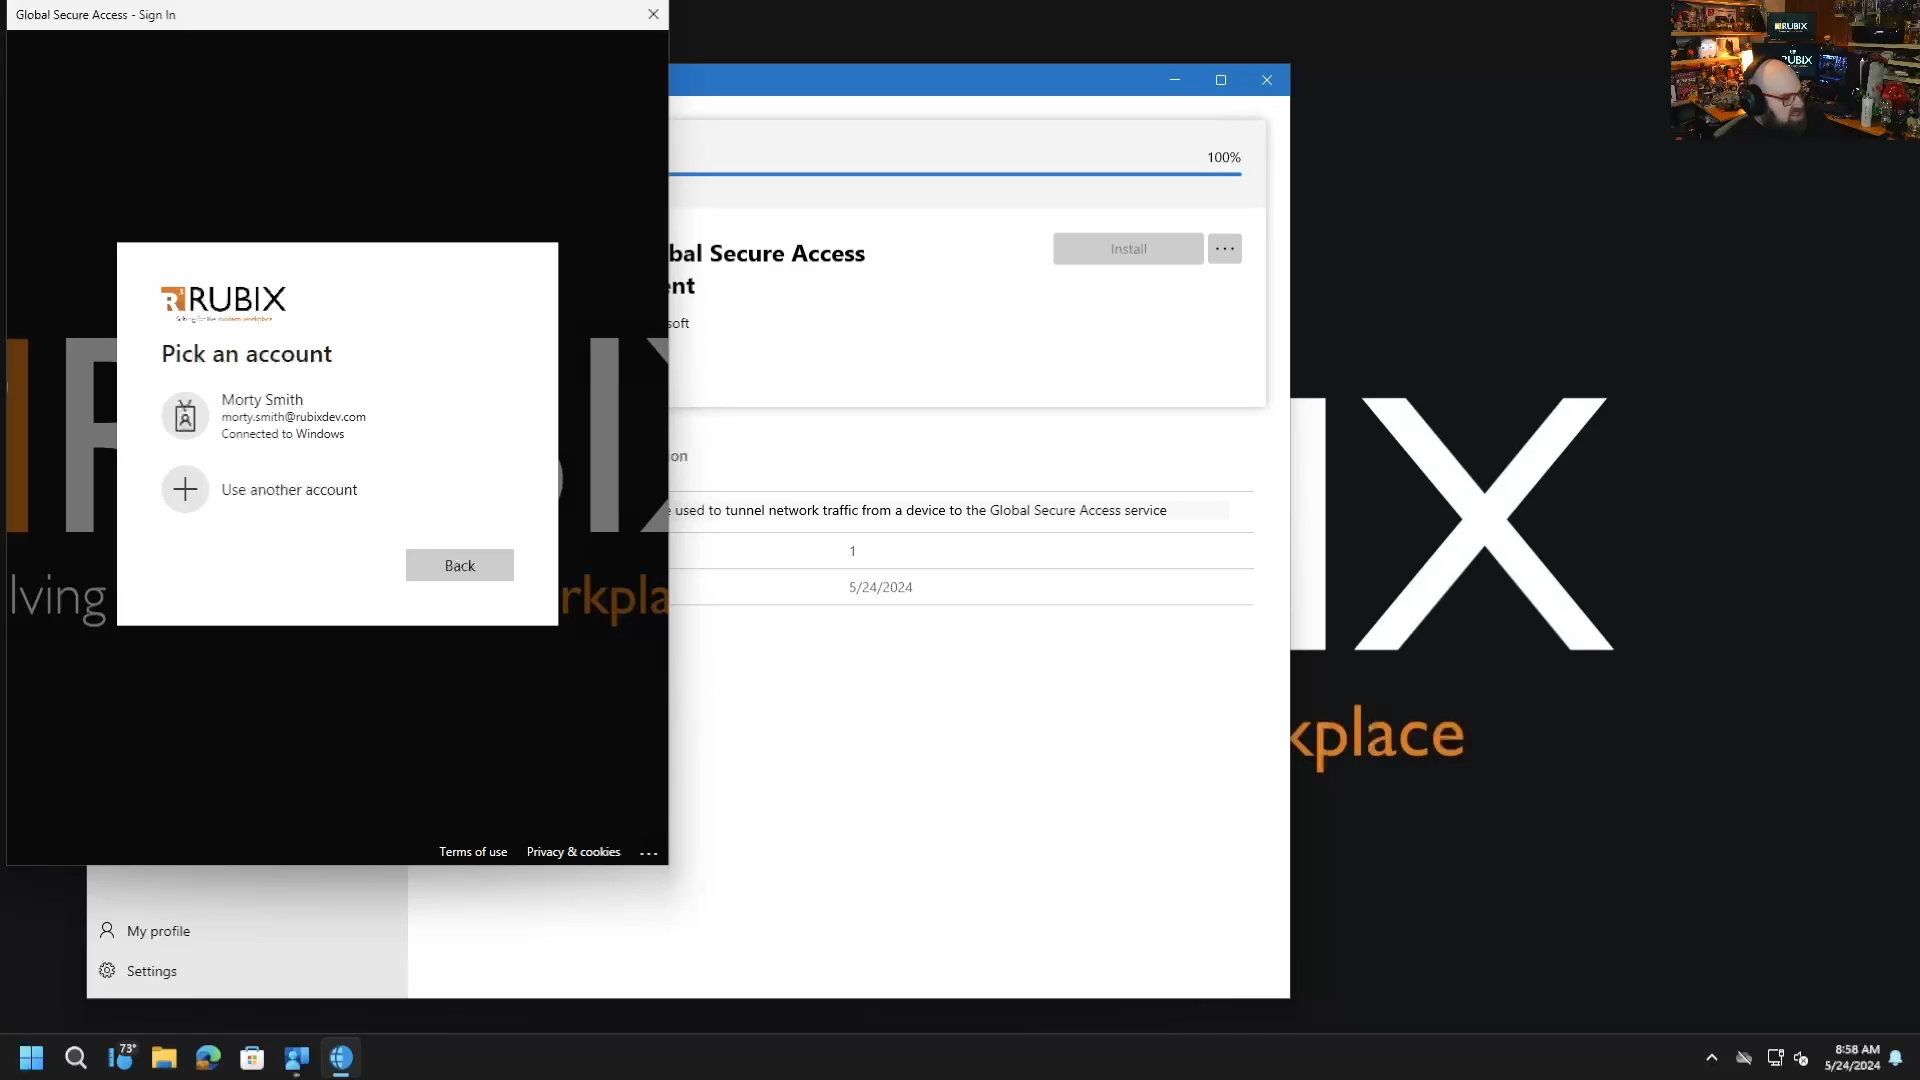 Global Secure Access - Sign In
RUBIX
RUBIX
100%
RUBIX
Pick an account
Morty Smith
morty.smith@rubixdev.com
Connected to Windows
Use another account
Back
bal Secure Access
ent
soft
Install
on
used to tunnel network traffic from a device to the Global Secure Access service
1
5/24/2024
IX
lving
rkpla
kplace
Terms of use
Privacy & cookies
My profile
Settings
73°
8:58 AM
5/24/2024